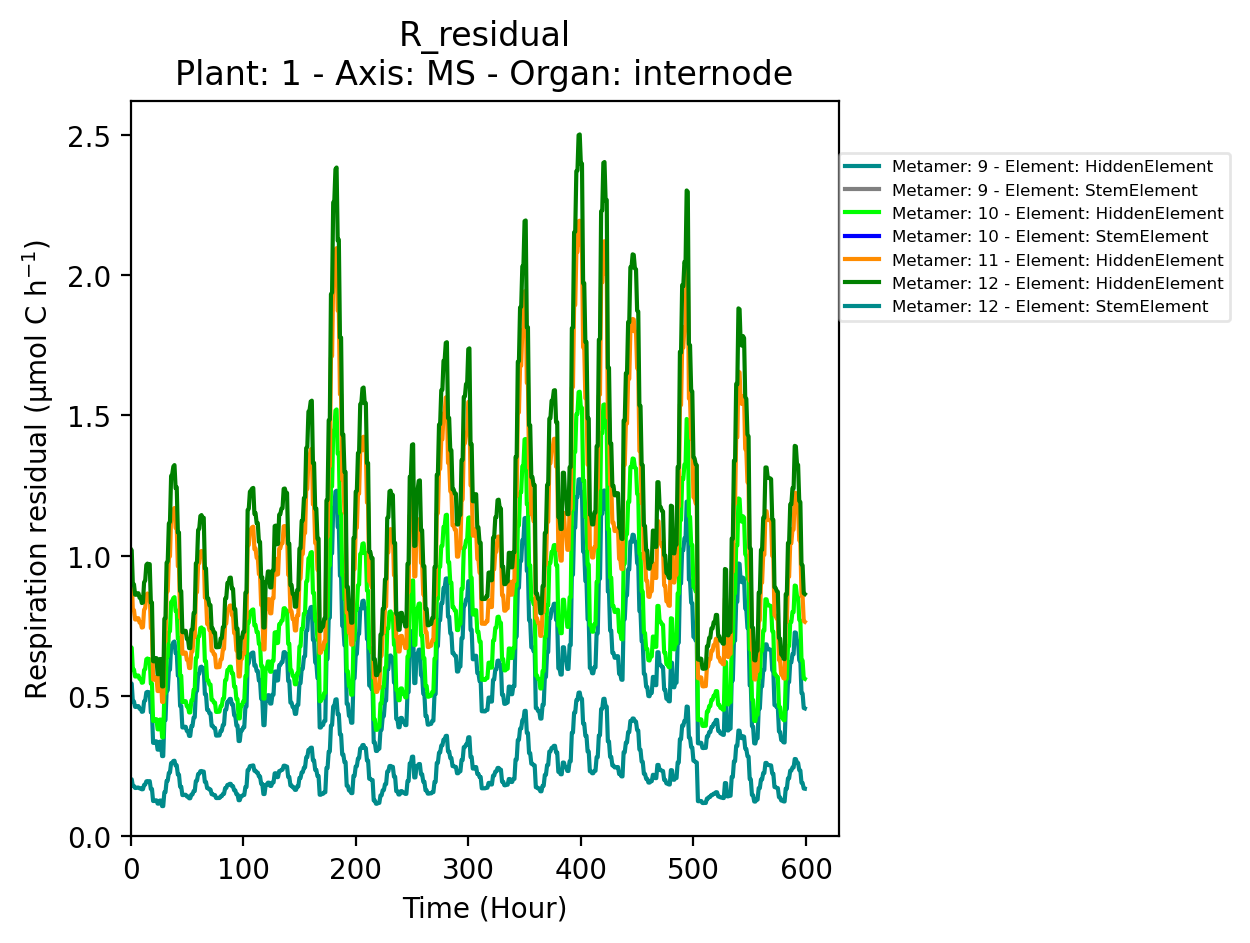 R_residual
Plant: 1 - Axis: MS - Organ: internode
Respiration residual (µmol C h⁻¹)
2.5
2.0
1.5
1.0
0.5
0.0
0 100 200 300 400 500 600
Time (Hour)
Metamer: 9 - Element: HiddenElement
Metamer: 9 - Element: StemElement
Metamer: 10 - Element: HiddenElement
Metamer: 10 - Element: StemElement
Metamer: 11 - Element: HiddenElement
Metamer: 12 - Element: HiddenElement
Metamer: 12 - Element: StemElement